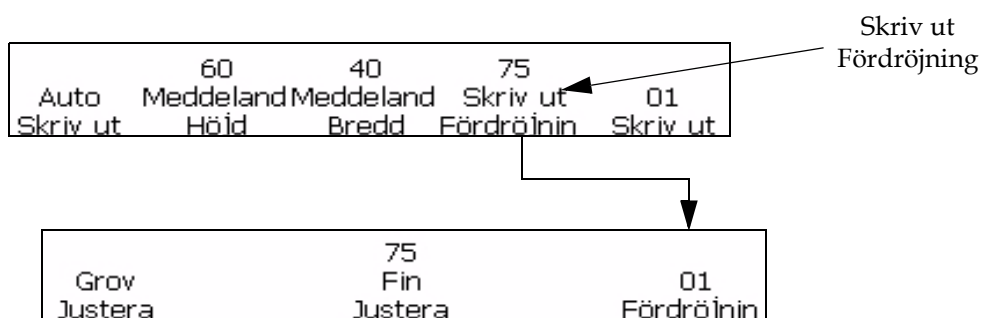 Skriv ut
Fördröjning
60 40 75
Auto Meddeland Meddeland Skriv ut 01
Skriv ut Höjd Bredd Fördröjnin Skriv ut
75
Grov Fin 01
Justera Justera Fördröjnin